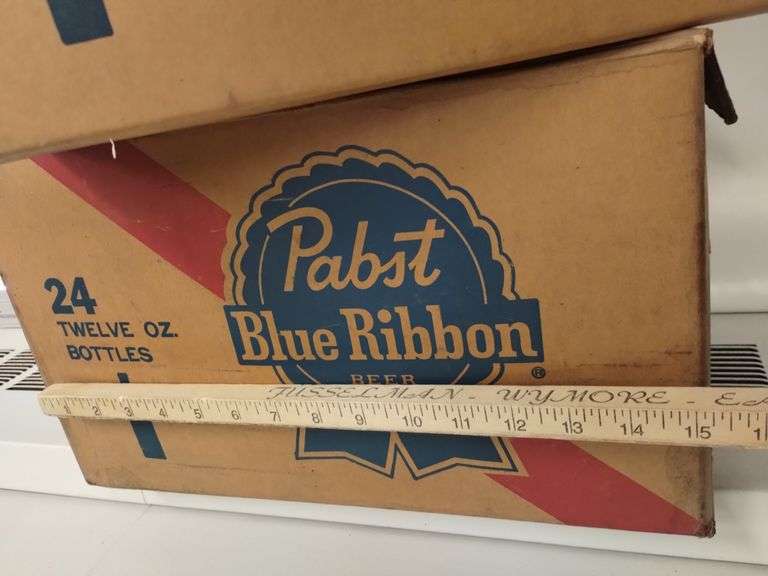 24
TWELVE OZ.
BOTTLES
Pabst
Blue Ribbon
BEER
®
WYMORE -
1 2 3 4 5 6 7 8 9 10 11 12 13 14 15